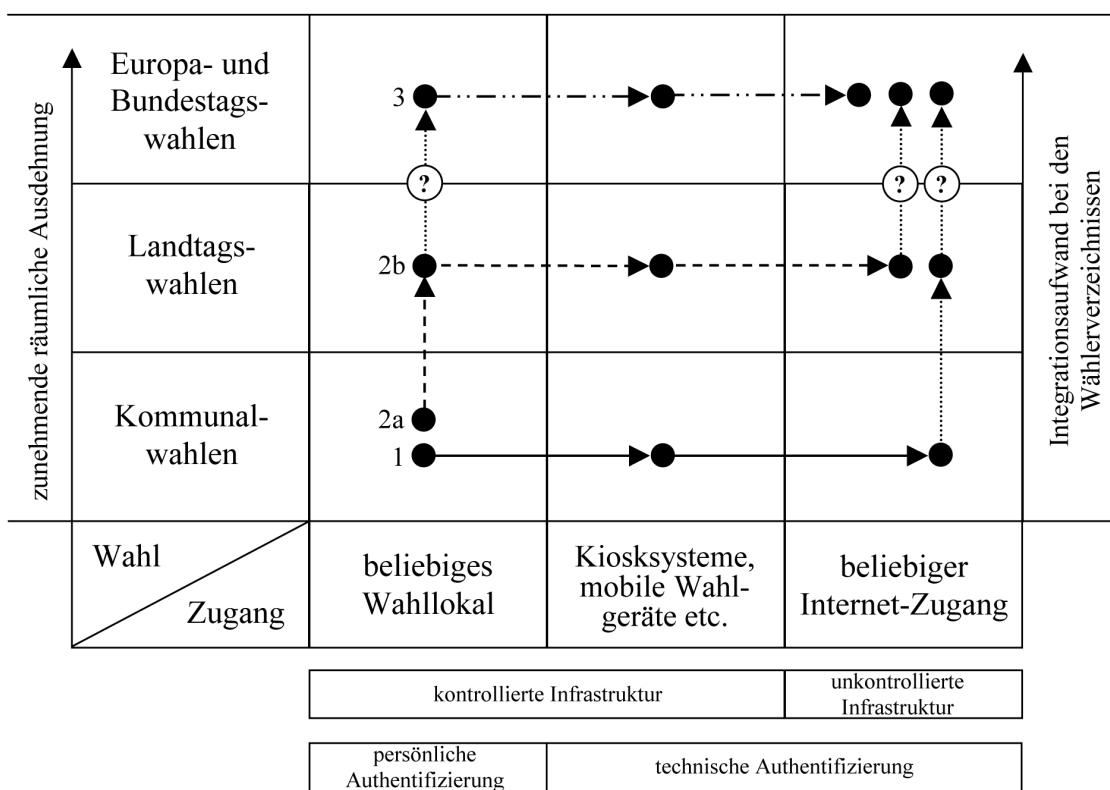 zunehmende räumliche Ausdehnung
Europa- und
Bundestags-
wahlen
3
?
?
?
Landtags-
wahlen
2b
Kommunal-
wahlen
2a
1
Integrationsaufwand bei den
Wählerverzeichnissen
Wahl
Zugang
beliebiges
Wahllokal
Kiosksysteme,
mobile Wahl-
geräte etc.
beliebiger
Internet-Zugang
kontrollierte Infrastruktur
unkontrollierte
Infrastruktur
persönliche
Authentifizierung
technische Authentifizierung